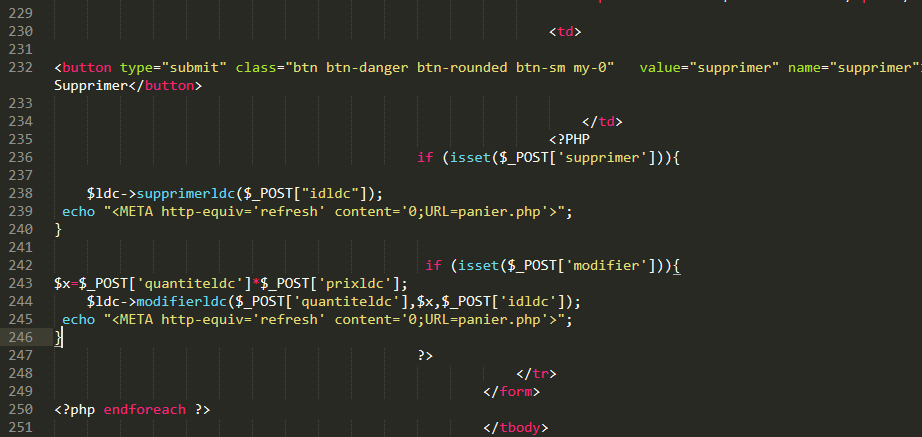 229
230 <td>
231
232 <button type="submit" class="btn btn-danger btn-rounded btn-sm my-0" value="supprimer" name="supprimer"
Supprimer</button>
233
234 </td>
235 <?PHP
236 if (isset($_POST['supprimer'])){
237
238 $ldc->supprimerldc($_POST["idldc"]);
239 echo "<META http-equiv='refresh' content='0;URL=panier.php'>";
240 }
241
242 if (isset($_POST['modifier'])){
243 $x=$_POST['quantiteldc']*$_POST['prixldc'];
244 $ldc->modifierldc($_POST['quantiteldc'],$x,$_POST['idldc']);
245 echo "<META http-equiv='refresh' content='0;URL=panier.php'>";
246 }
247 ?>
248 </tr>
249 </form>
250 <?php endforeach ?>
251 </tbody>